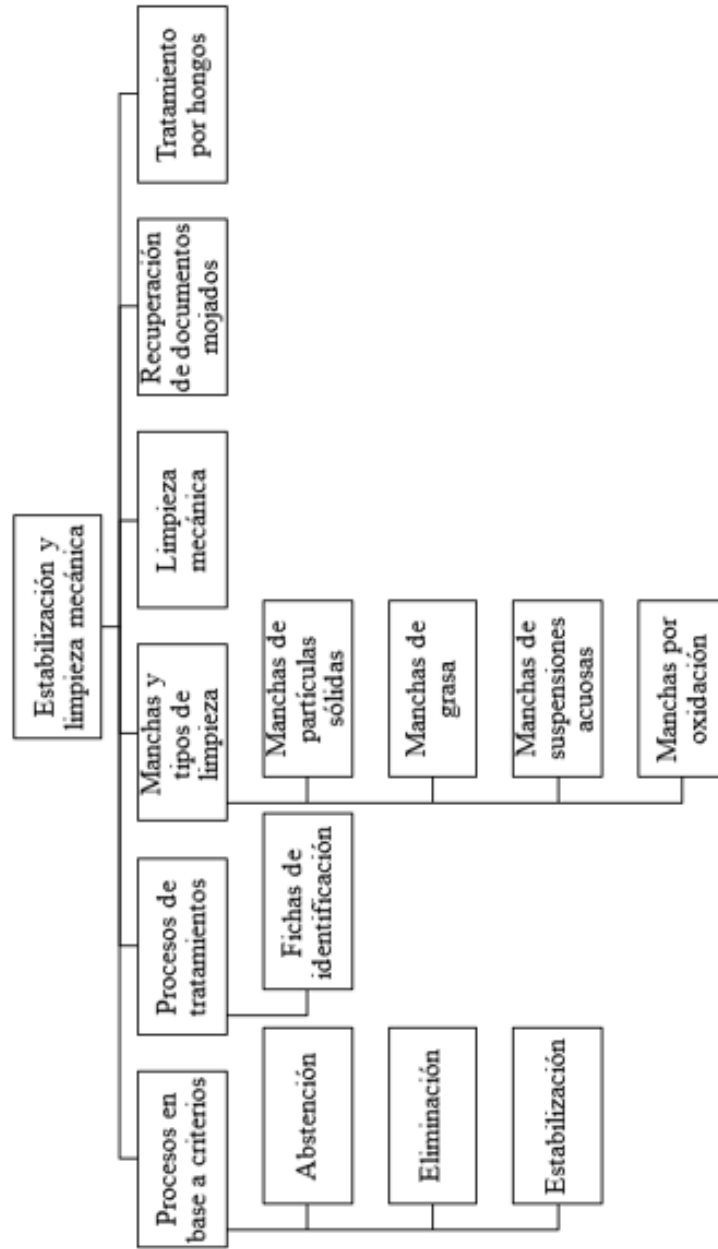 Estabilización y
limpieza mecánica
Procesos en
base a criterios
Procesos de
tratamientos
Manchas y
tipos de
limpieza
Limpieza
mecánica
Recuperación
de documentos
mojados
Tratamiento
por hongos
Abstención
Eliminación
Estabilización
Fichas de
identificación
Manchas de
partículas
sólidas
Manchas de
grasa
Manchas de
suspensiones
acuosas
Manchas por
oxidación